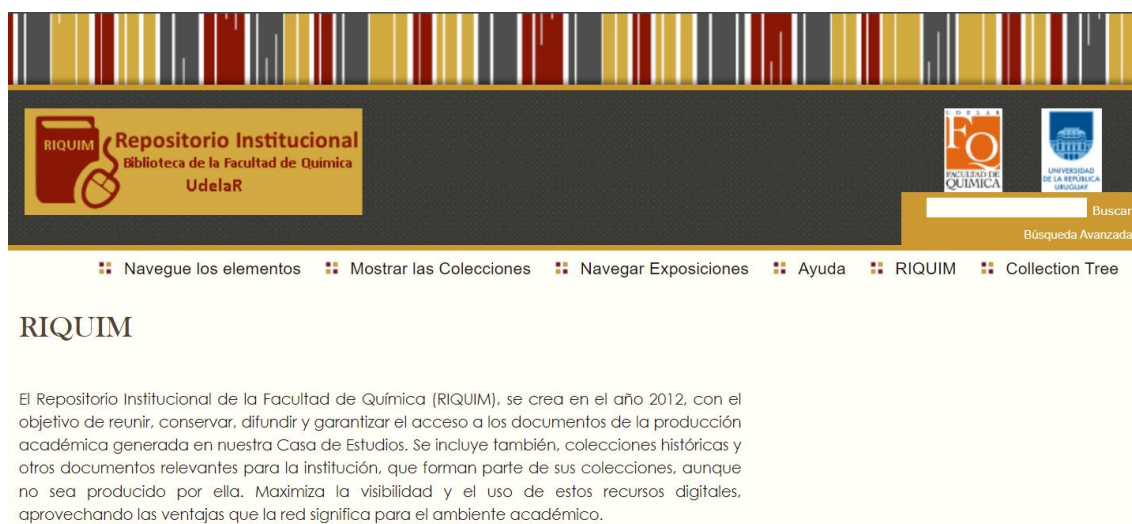 RIQUIM
Repositorio Institucional
Biblioteca de la Facultad de Química
UdelaR
UDELAR
FQ
FACULTAD DE
QUIMICA
UNIVERSIDAD
DE LA REPÚBLICA
URUGUAY
Buscar
Búsqueda Avanzada
Navegue los elementos Mostrar las Colecciones Navegar Exposiciones Ayuda RIQUIM Collection Tree
RIQUIM
El Repositorio Institucional de la Facultad de Química (RIQUIM), se crea en el año 2012, con el
objetivo de reunir, conservar, difundir y garantizar el acceso a los documentos de la producción
académica generada en nuestra Casa de Estudios. Se incluye también, colecciones históricas y
otros documentos relevantes para la institución, que forman parte de sus colecciones, aunque
no sea producido por ella. Maximiza la visibilidad y el uso de estos recursos digitales,
aprovechando las ventajas que la red significa para el ambiente académico.